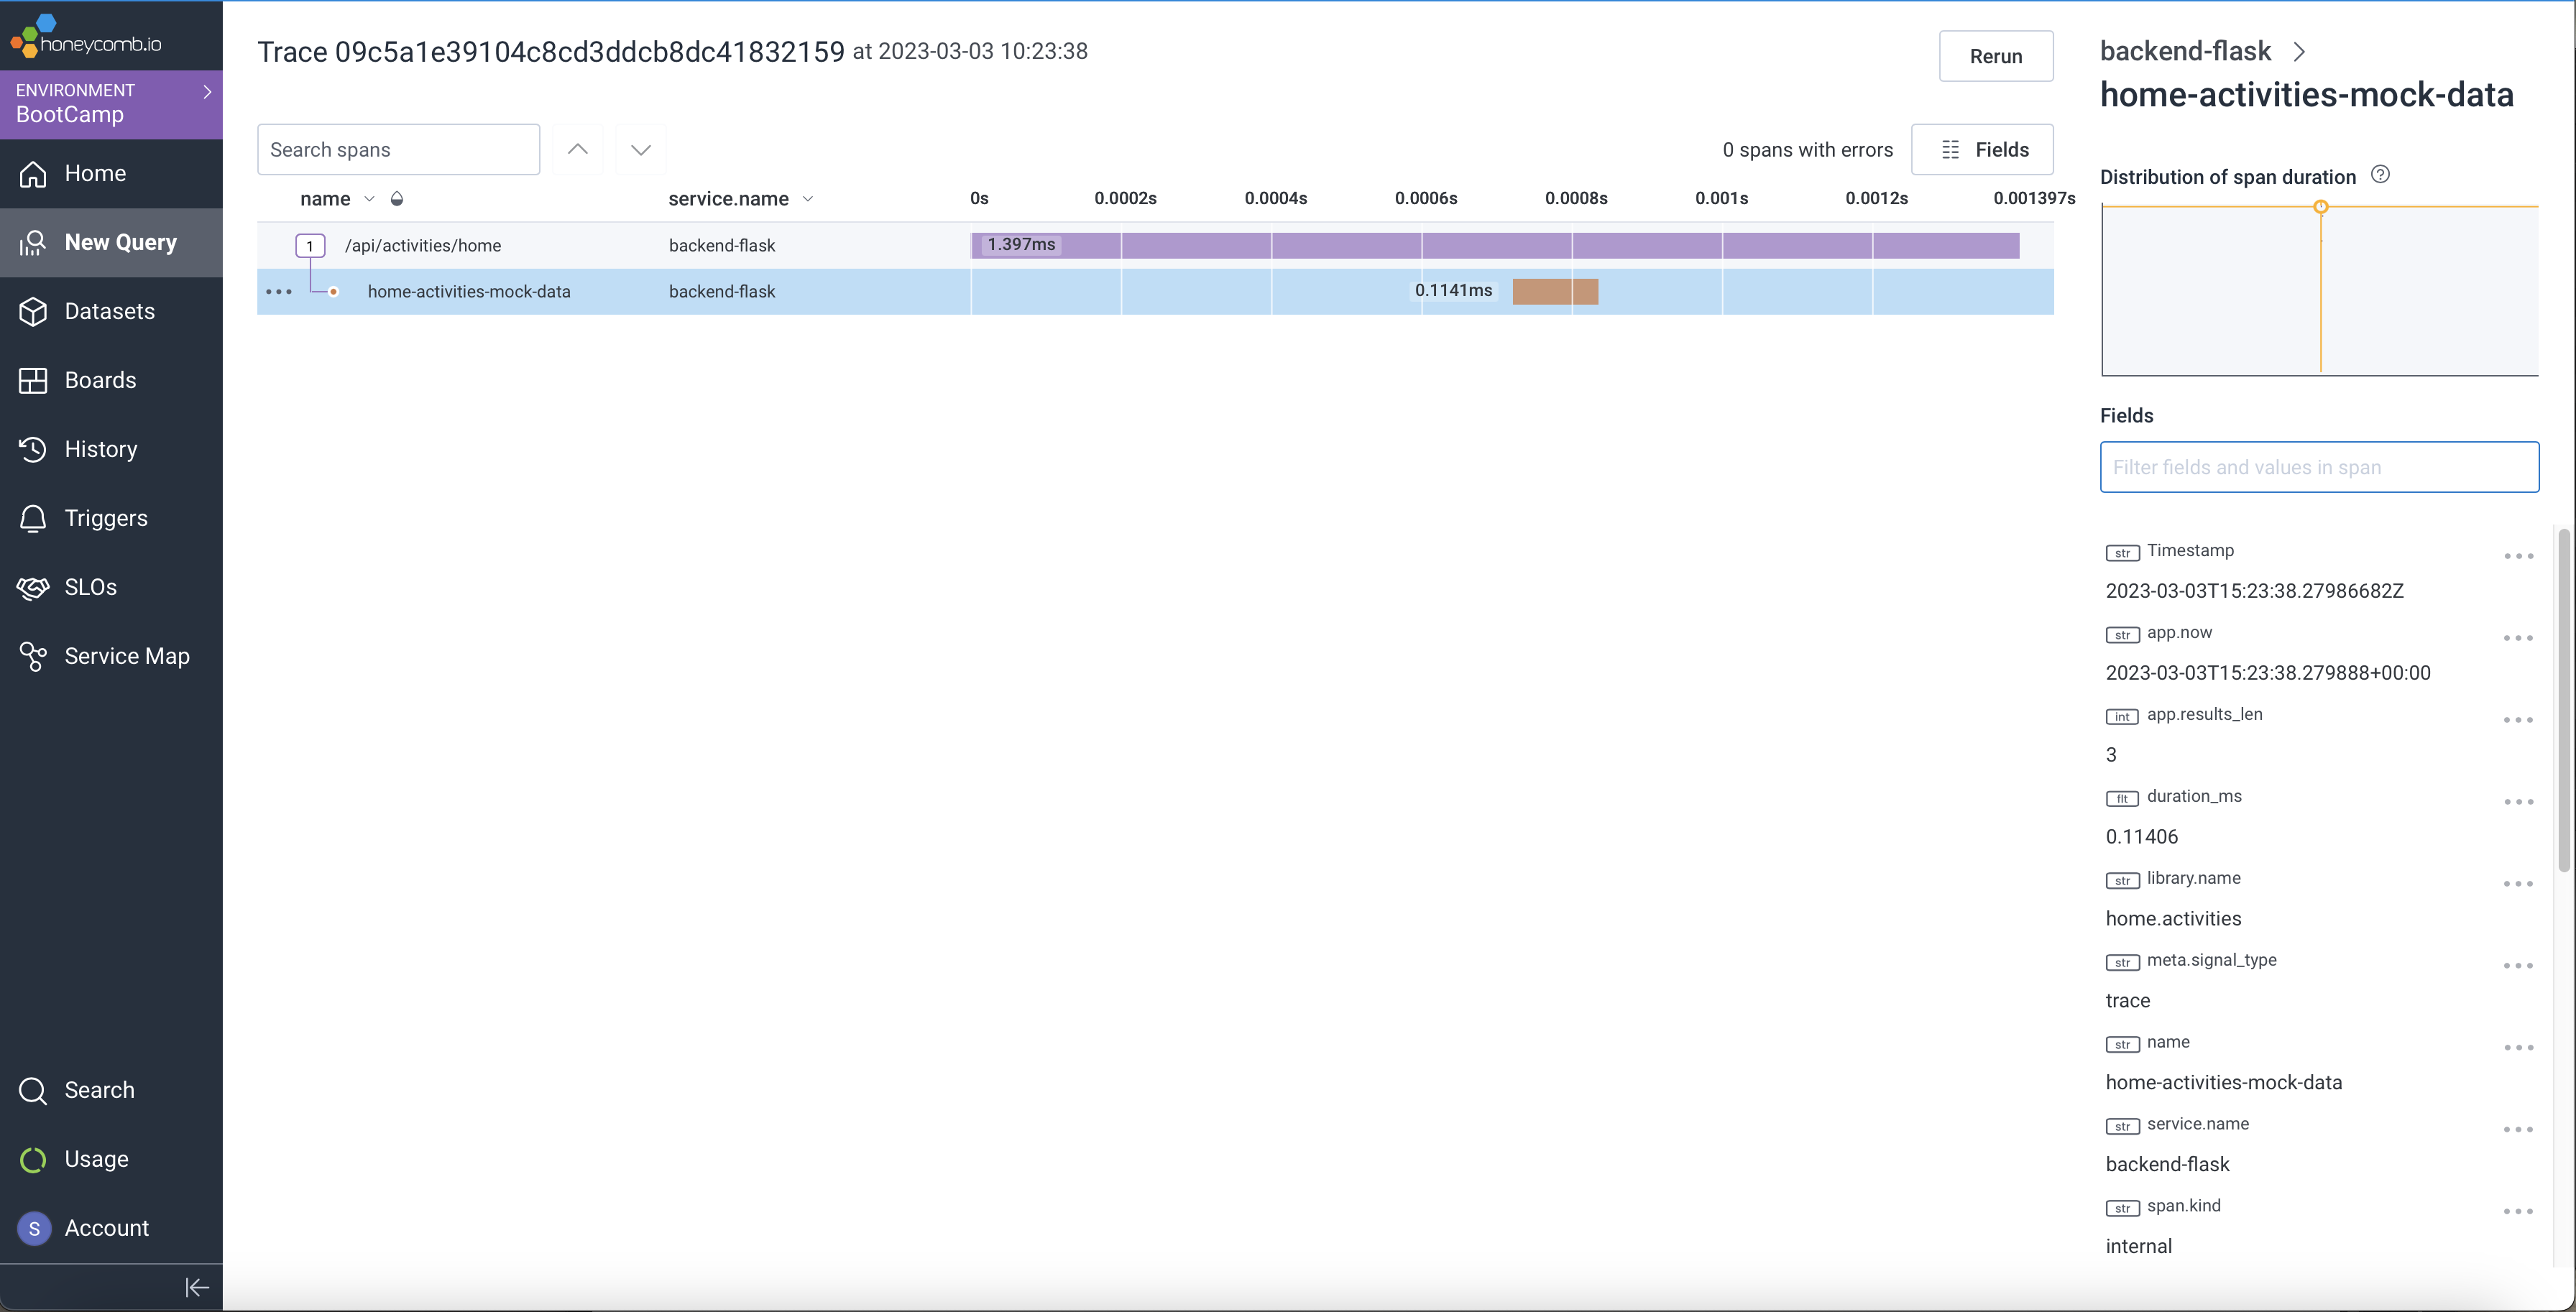 honeycomb.io
ENVIRONMENT
BootCamp
Home
New Query
Datasets
Boards
History
Triggers
SLOs
Service Map
Search
Usage
S Account
Trace 09c5a1e39104c8cd3ddcb8dc41832159 at 2023-03-03 10:23:38
Rerun
Search spans
0 spans with errors
Fields
name service.name 0s 0.0002s 0.0004s 0.0006s 0.0008s 0.001s 0.0012s 0.001397s
1 /api/activities/home backend-flask 1.397ms
home-activities-mock-data backend-flask 0.1141ms
backend-flask
home-activities-mock-data
Distribution of span duration ?
Fields
Filter fields and values in span
str Timestamp
2023-03-03T15:23:38.27986682Z
str app.now
2023-03-03T15:23:38.279888+00:00
int app.results_len
3
flt duration_ms
0.11406
str library.name
home.activities
str meta.signal_type
trace
str name
home-activities-mock-data
str service.name
backend-flask
str span.kind
internal